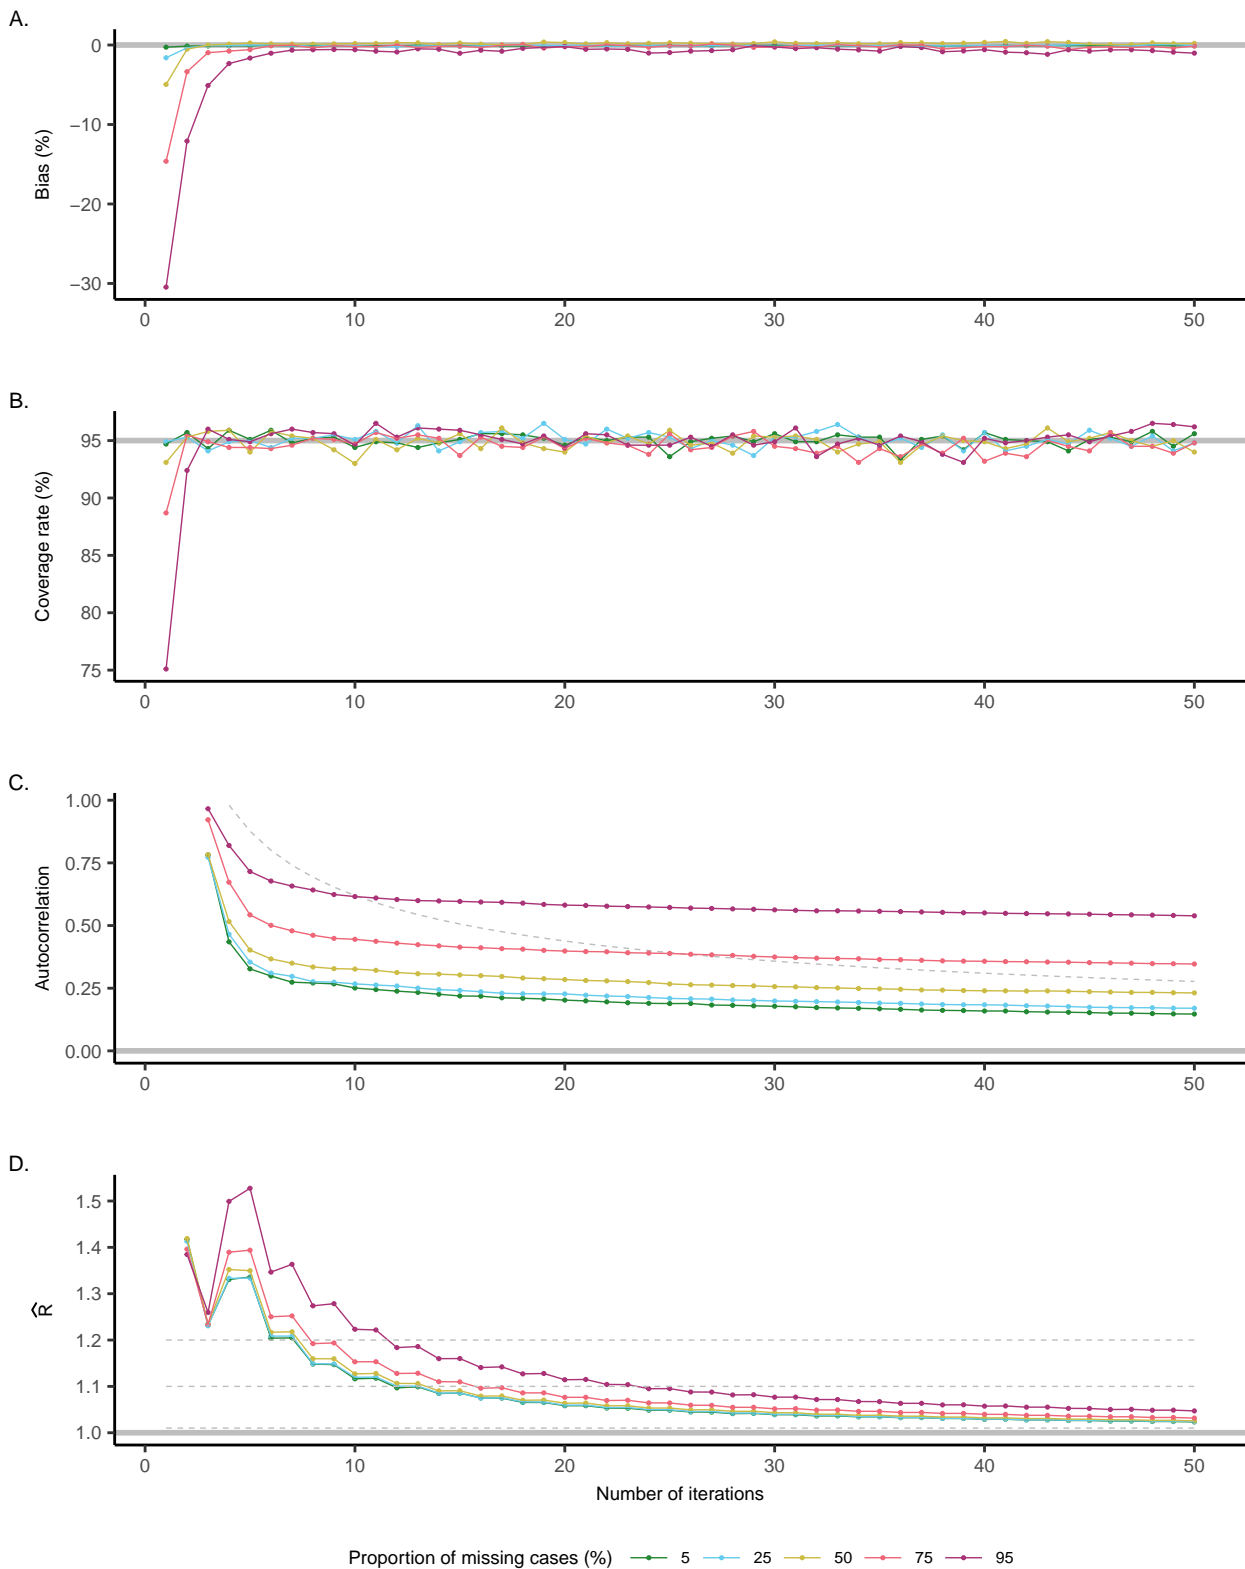 A.
0
−10
−20
−30
Bias (%)
0 10 20 30 40 50
B.
95
90
85
80
75
Coverage rate (%)
0 10 20 30 40 50
C.
1.00
0.75
0.50
0.25
0.00
Autocorrelation
0 10 20 30 40 50
D.
1.5
1.4
1.3
1.2
1.1
1.0
R̂
0 10 20 30 40 50
Number of iterations
Proportion of missing cases (%) 5 25 50 75 95